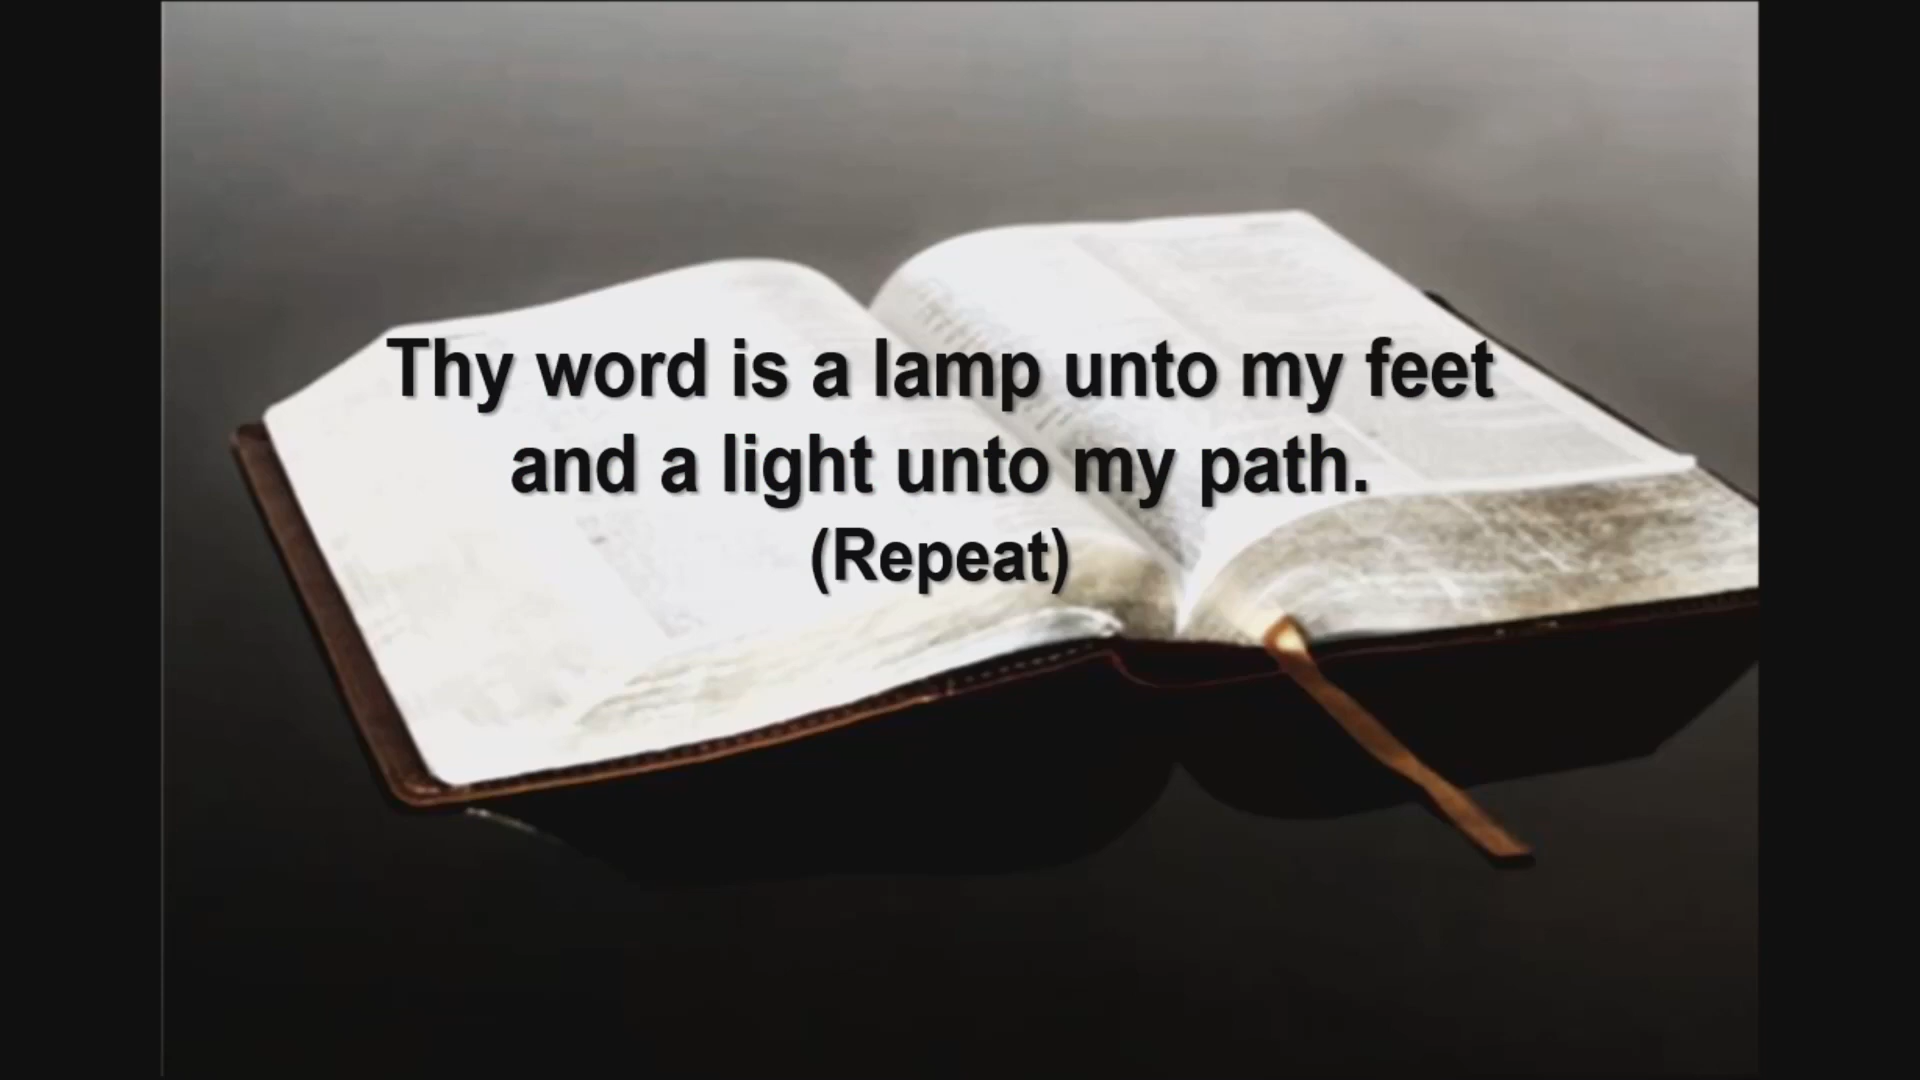 Thy word is a lamp unto my feet
and a light unto my path.
(Repeat)